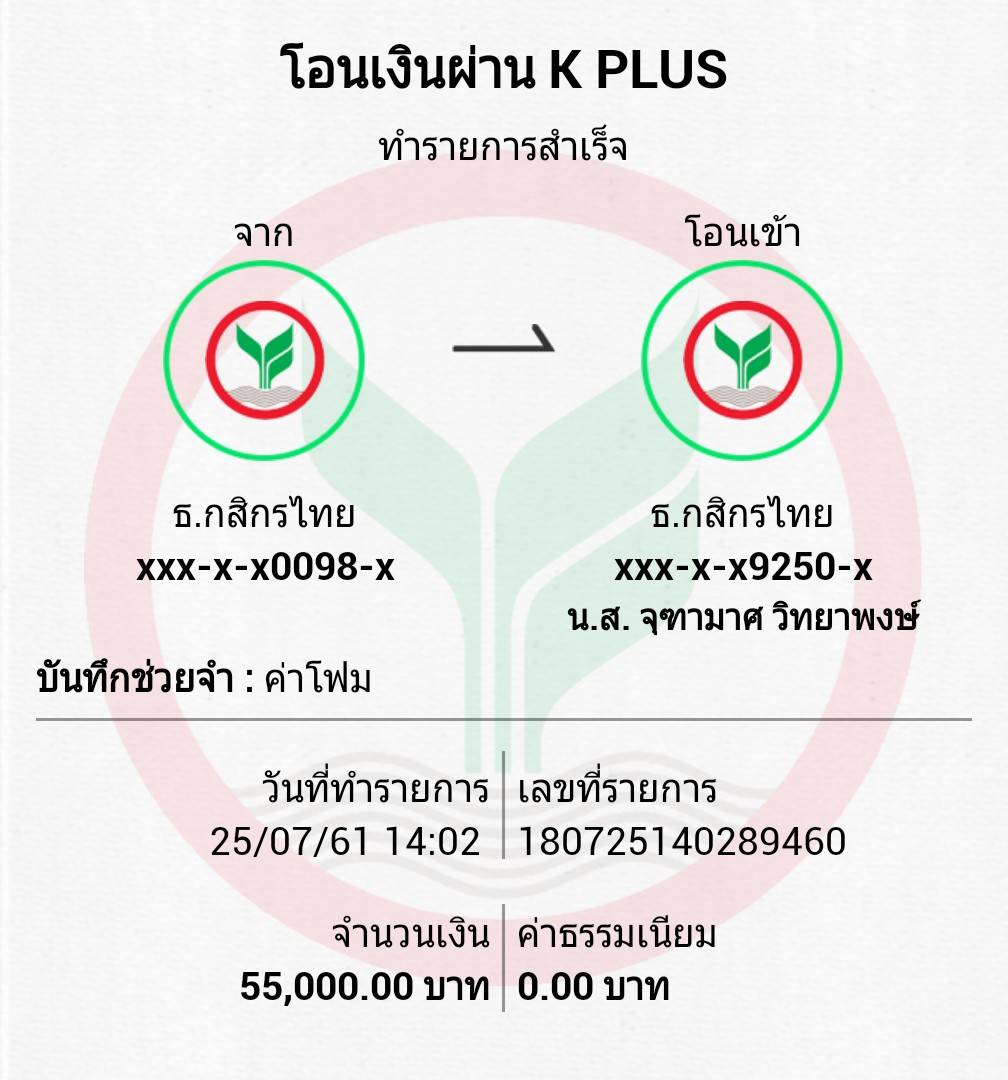 โอนเงินผ่าน K PLUS
ทำรายการสำเร็จ
จาก
โอนเข้า
ธ.กสิกรไทย
xxx-x-x0098-x
ธ.กสิกรไทย
xxx-x-x9250-x
น.ส. จุฑามาศ วิทยาพงษ์
บันทึกช่วยจำ : ค่าโฟม
วันที่ทำรายการ
25/07/61 14:02
เลขที่รายการ
180725140289460
จำนวนเงิน
55,000.00 บาท
ค่าธรรมเนียม
0.00 บาท